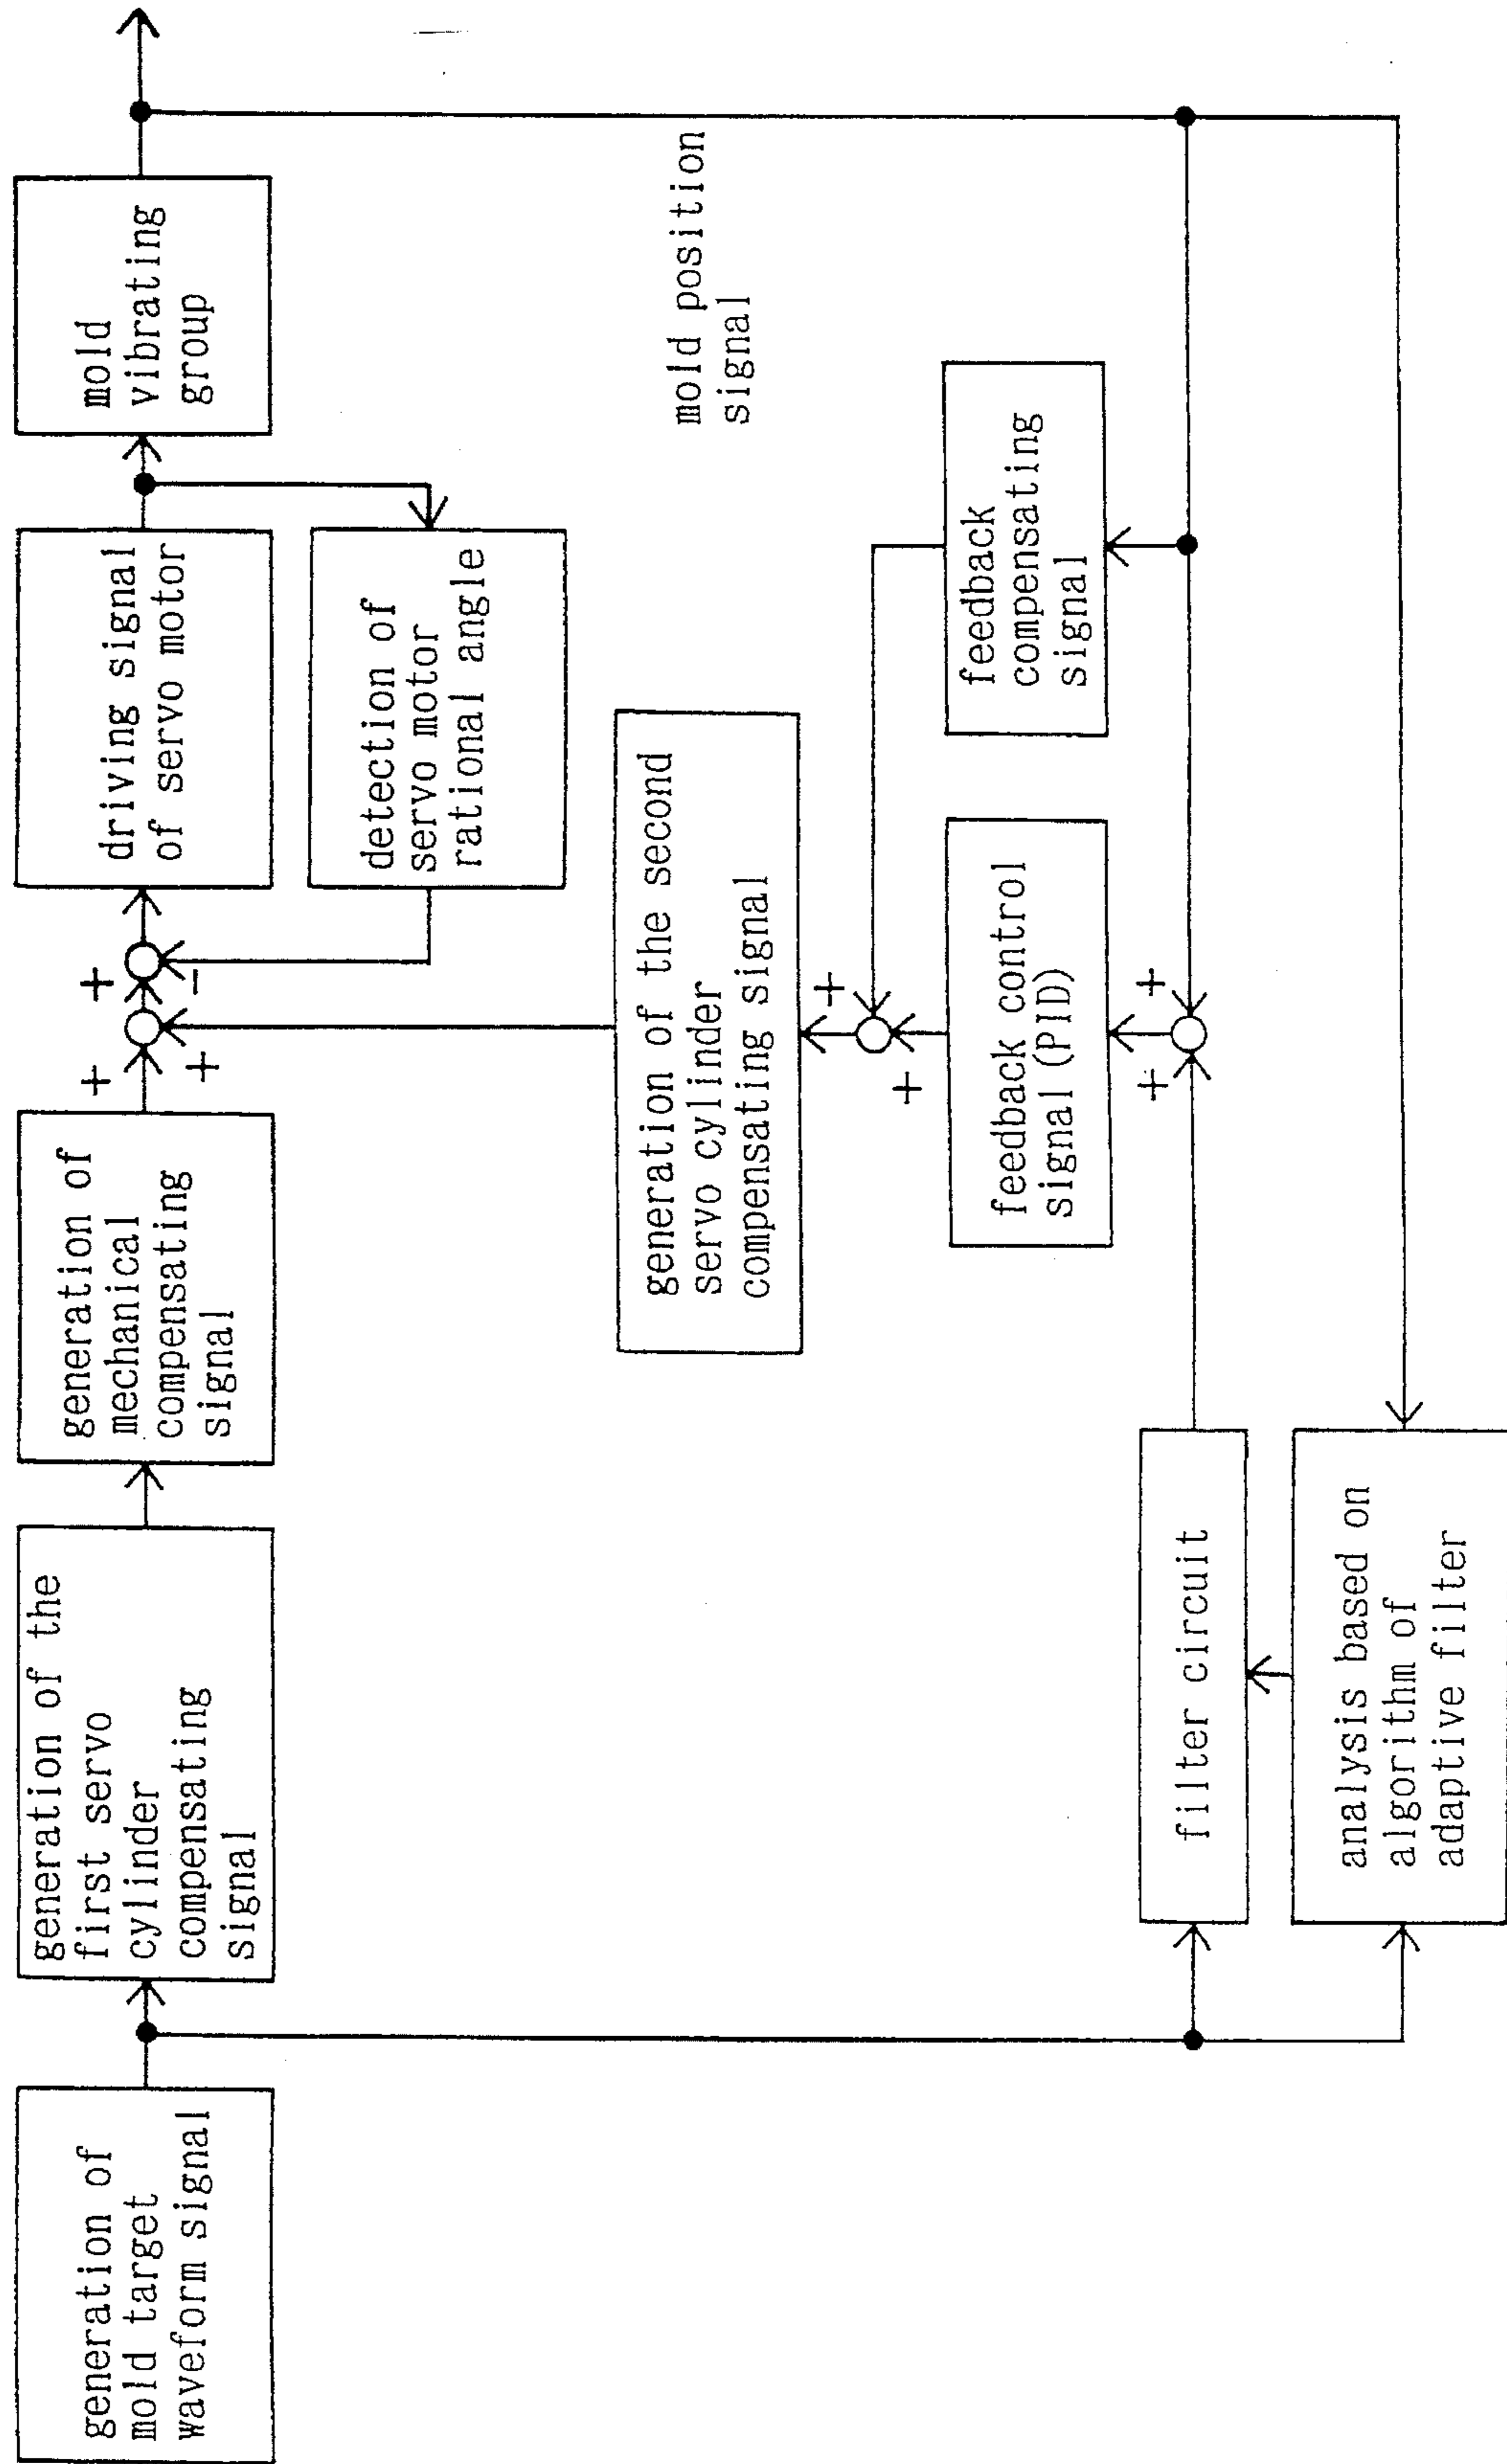 generation of
mold target
waveform signal
generation of the
first servo
cylinder
compensating
signal
generation of
mechanical
compensating
signal
+
+
+
-
driving signal
of servo motor
detection of
servo motor
rational angle
mold
vibrating
group
mold position
signal
generation of the second
servo cylinder
compensating signal
+
+
feedback control
signal (PID)
+
+
feedback
compensating
signal
filter circuit
analysis based on
algorithm of
adaptive filter